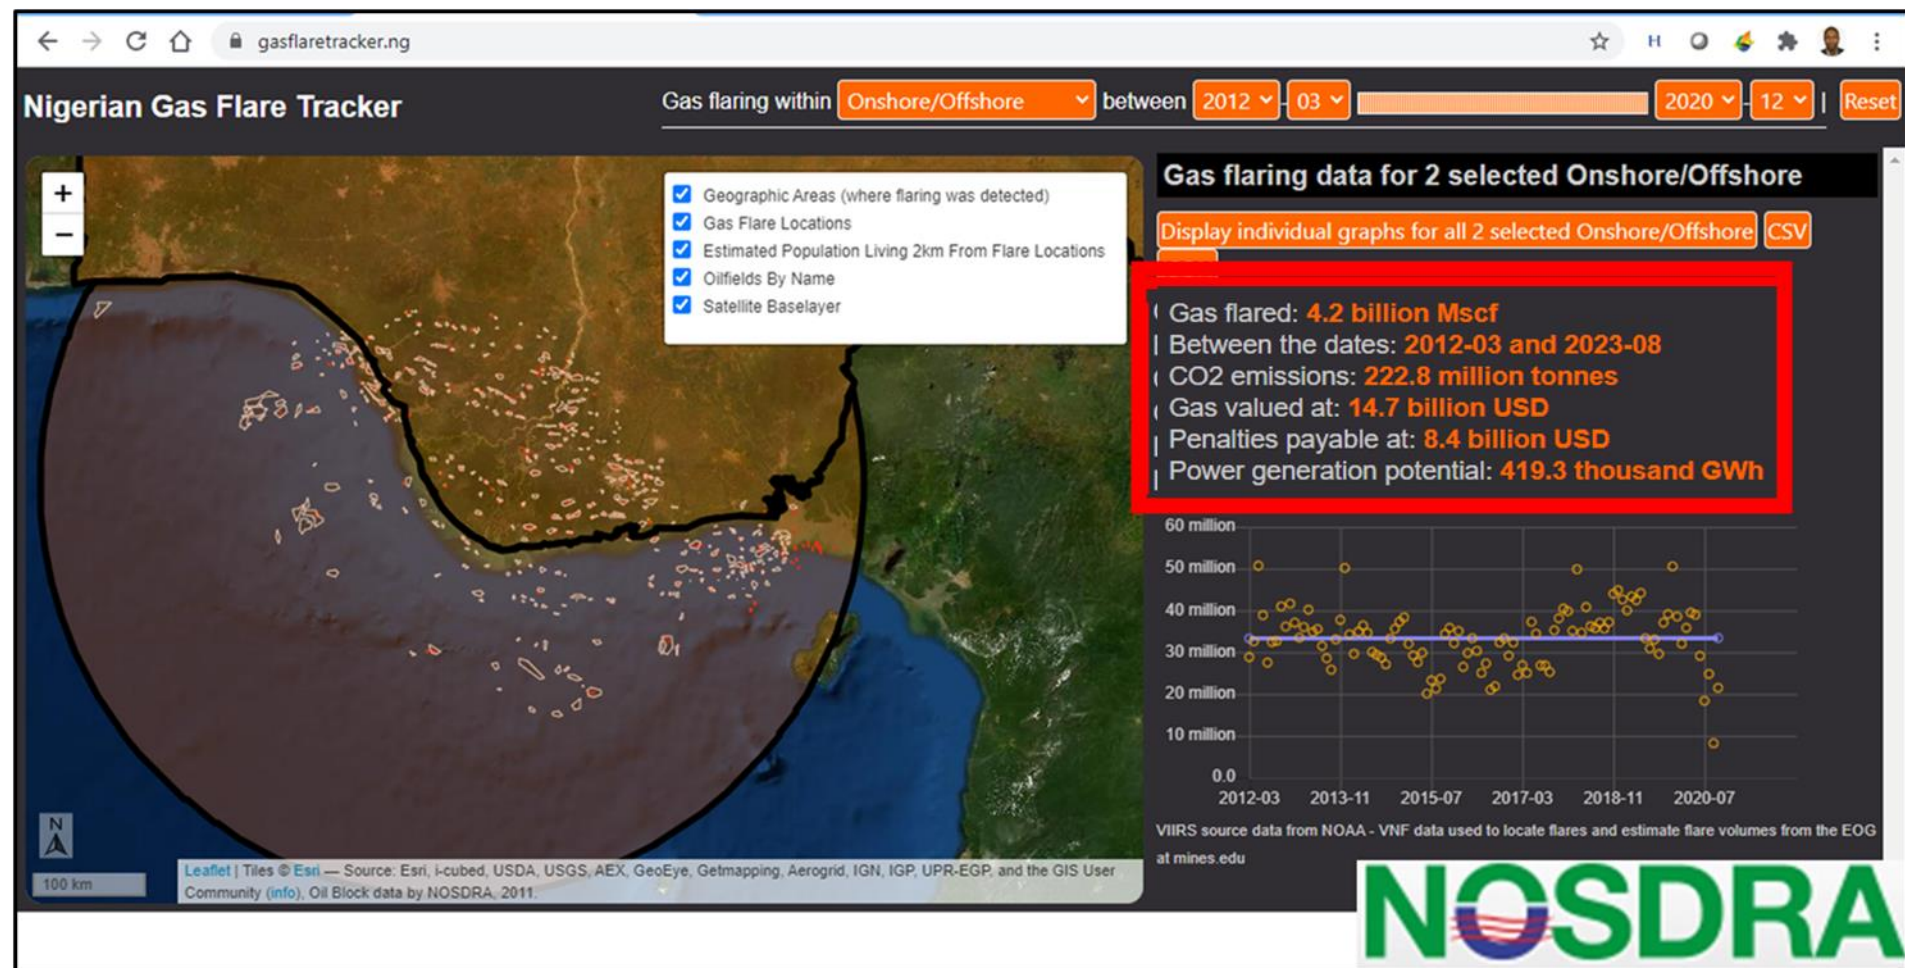 gasflaretracker.ng
H
Nigerian Gas Flare Tracker
Gas flaring within Onshore/Offshore between 2012 - 03 2020 - 12 | Reset
+
−
Geographic Areas (where flaring was detected)
Gas Flare Locations
Estimated Population Living 2km From Flare Locations
Oilfields By Name
Satellite Baselayer
N
100 km
Leaflet | Tiles © Esri — Source: Esri, i-cubed, USDA, USGS, AEX, GeoEye, Getmapping, Aerogrid, IGN, IGP, UPR-EGP, and the GIS User
Community (info), Oil Block data by NOSDRA, 2011.
Gas flaring data for 2 selected Onshore/Offshore
Display individual graphs for all 2 selected Onshore/Offshore CSV
Gas flared: 4.2 billion Mscf
Between the dates: 2012-03 and 2023-08
CO2 emissions: 222.8 million tonnes
Gas valued at: 14.7 billion USD
Penalties payable at: 8.4 billion USD
Power generation potential: 419.3 thousand GWh
60 million
50 million
40 million
30 million
20 million
10 million
0.0
2012-03 2013-11 2015-07 2017-03 2018-11 2020-07
VIIRS source data from NOAA - VNF data used to locate flares and estimate flare volumes from the EOG
at mines.edu
NOSDRA